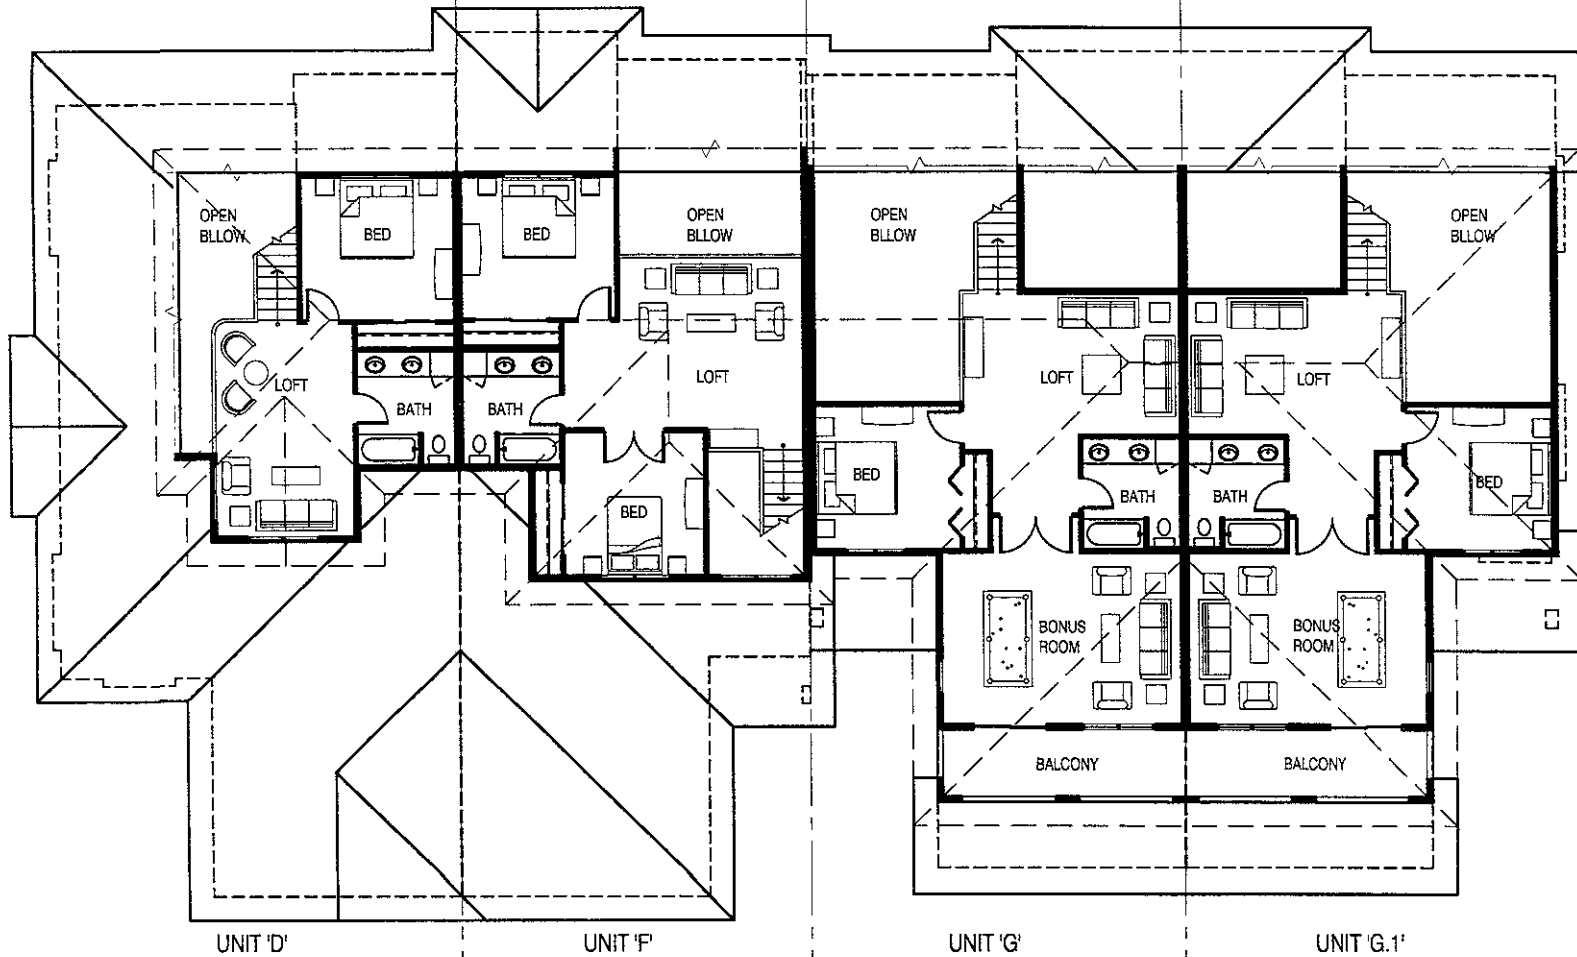 OPEN
BLLOW
BED
BED
OPEN
BLLOW
OPEN
BLLOW
OPEN
BLLOW
LOFT
BATH
BATH
LOFT
LOFT
LOFT
BED
BED
BATH
BATH
BED
BED
BONUS
ROOM
BONUS
ROOM
BALCONY
BALCONY
UNIT 'D'
UNIT 'F'
UNIT 'G'
UNIT 'G.1'